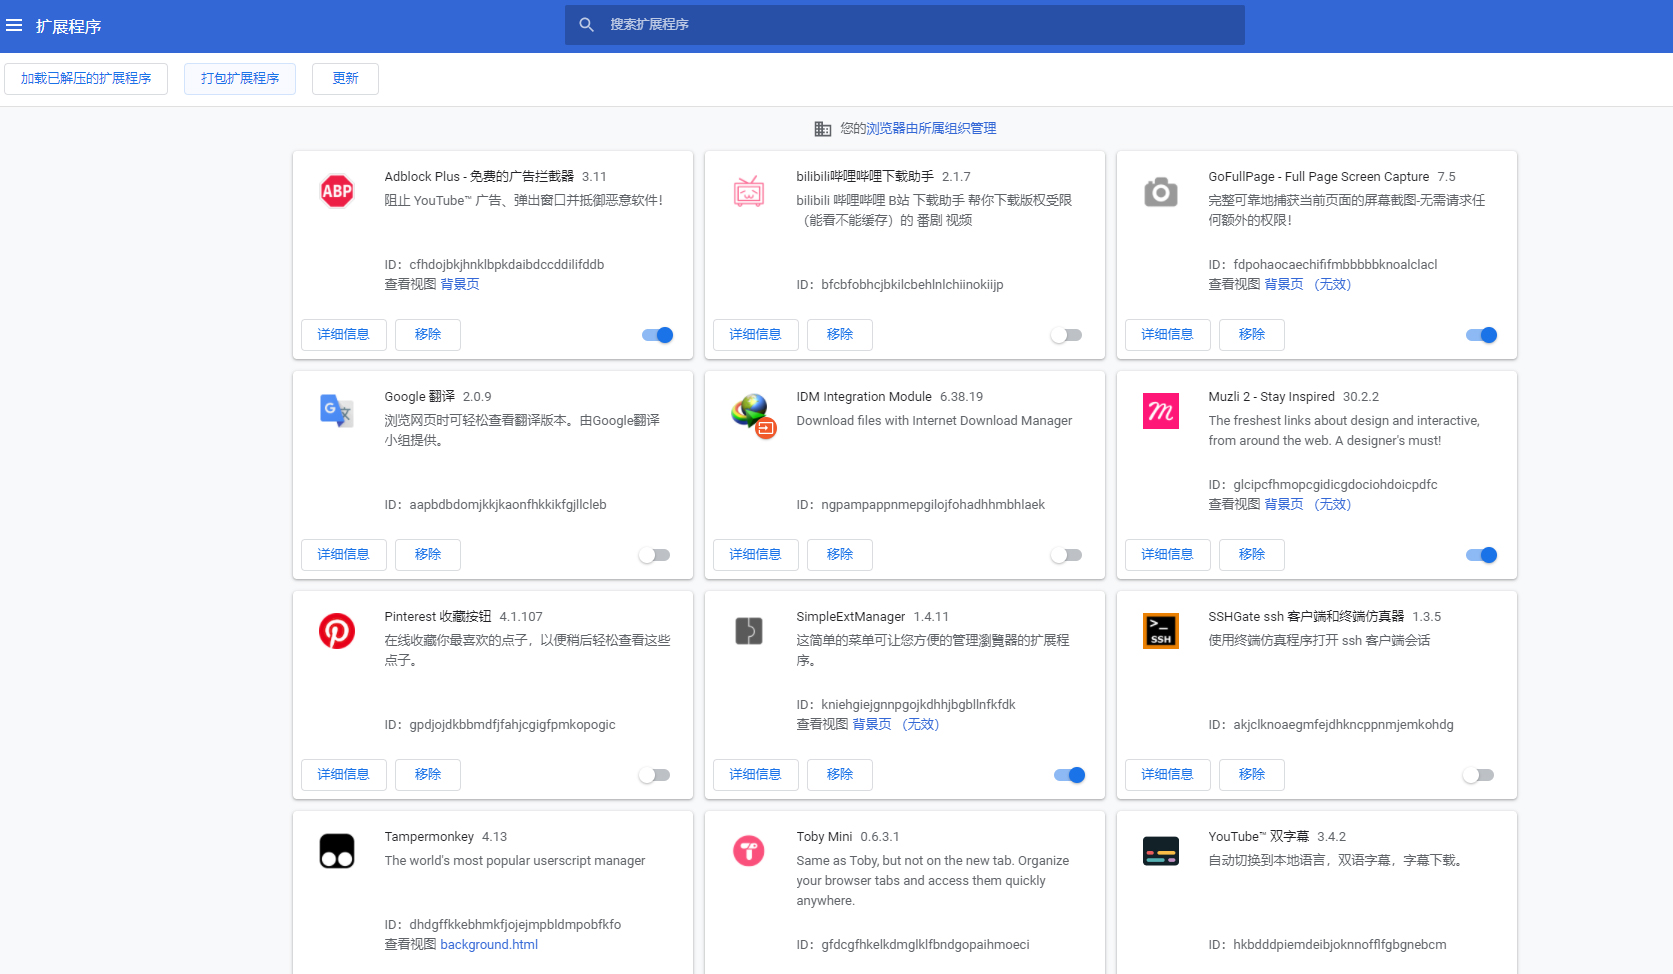 扩展程序
搜索扩展程序
加载已解压的扩展程序
打包扩展程序
更新
您的浏览器由所属组织管理
ABP
Adblock Plus - 免费的广告拦截器 3.11
阻止 YouTube™ 广告、弹出窗口并抵御恶意软件！
ID： cfhdojbkjhnklbpkdaibdccddilifddb
查看视图 背景页
详细信息
移除
bilibili哔哩哔哩下载助手 2.1.7
bilibili 哔哩哔哩 B站 下载助手 帮你下载版权受限
（能看不能缓存）的 番剧 视频
ID： bfcbfobhcjbkilcbehlnlchiinokiijp
详细信息
移除
GoFullPage - Full Page Screen Capture 7.5
完整可靠地捕获当前页面的屏幕截图-无需请求任
何额外的权限！
ID： fdpohaocaechififmbbbbbknoalclacl
查看视图 背景页 （无效）
详细信息
移除
Google 翻译 2.0.9
浏览网页时可轻松查看翻译版本。由Google翻译
小组提供。
ID： aapbdbdomjkkjkaonfhkkikfgjllcleb
详细信息
移除
IDM Integration Module 6.38.19
Download files with Internet Download Manager
ID： ngpampappnmepgilojfohadhhmbhlaek
详细信息
移除
Muzli 2 - Stay Inspired 30.2.2
The freshest links about design and interactive,
from around the web. A designer's must!
ID： glcipcfhmopcgidicgdociohdoicpdfc
查看视图 背景页 （无效）
详细信息
移除
Pinterest 收藏按钮 4.1.107
在线收藏你最喜欢的点子，以便稍后轻松查看这些
点子。
ID： gpdjojdkbbmdfjfahjcgigfpmkopogic
详细信息
移除
SimpleExtManager 1.4.11
这简单的菜单可让您方便的管理瀏覽器的扩展程
序。
ID： kniehgiejgnnpgojkdhhjbgbllnfkfdk
查看视图 背景页 （无效）
详细信息
移除
>_
SSH
SSHGate ssh 客户端和终端仿真器 1.3.5
使用终端仿真程序打开 ssh 客户端会话
ID： akjclknoaegmfejdhkncppnmjemkohdg
详细信息
移除
Tampermonkey 4.13
The world's most popular userscript manager
ID： dhdgffkkebhmkfjojejmpbldmpobfkfo
查看视图 background.html
Toby Mini 0.6.3.1
Same as Toby, but not on the new tab. Organize
your browser tabs and access them quickly
anywhere.
ID： gfdcgfhkelkdmglklfbndgopaihmoeci
YouTube™ 双字幕 3.4.2
自动切换到本地语言，双语字幕，字幕下载。
ID： hkbdddpiemdeibjoknnofflfgbgnebcm